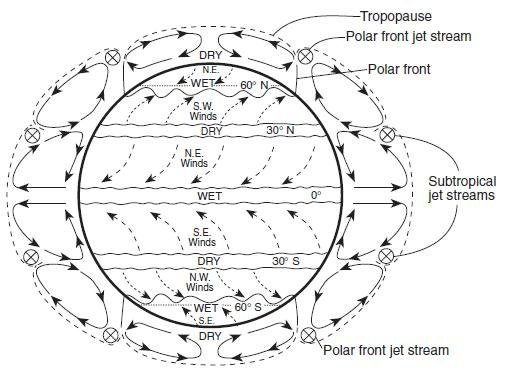 Tropopause
Polar front jet stream
DRY
N.E.
Polar front
WET
60° N
S.W.
Winds
DRY
30° N
N.E.
Winds
Subtropical
jet streams
WET
0°
S.E.
Winds
DRY
30° S
N.W.
Winds
WET
60° S
S.E.
DRY
Polar front jet stream